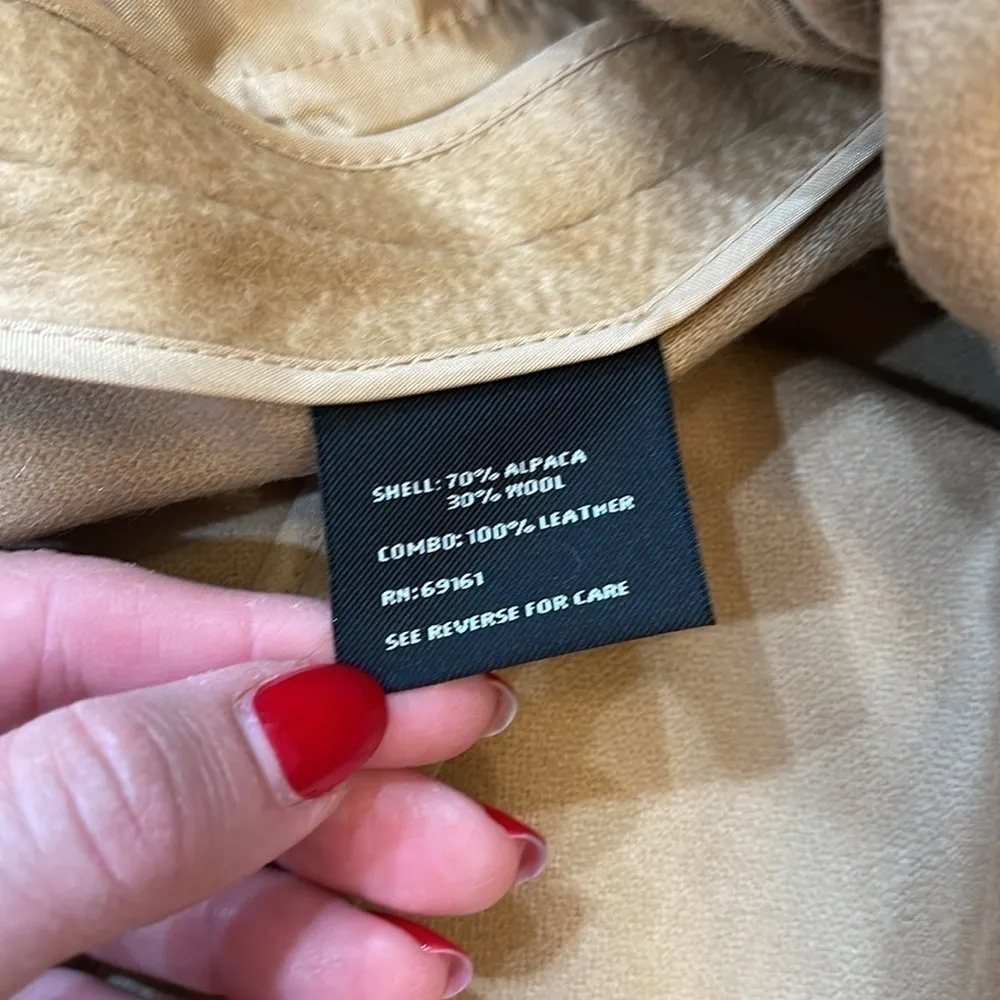 SHELL: 70% ALPACA
30% WOOL
COMBO: 100% LEATHER
RN: 69161
SEE REVERSE FOR CARE